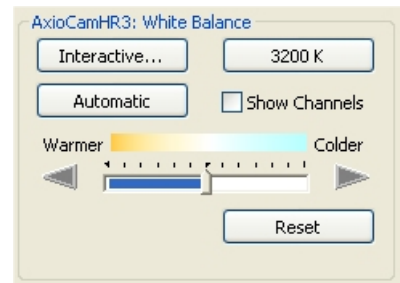 AxioCamHR3: White Balance
Interactive... 3200 K
Automatic Show Channels
Warmer Colder
Reset